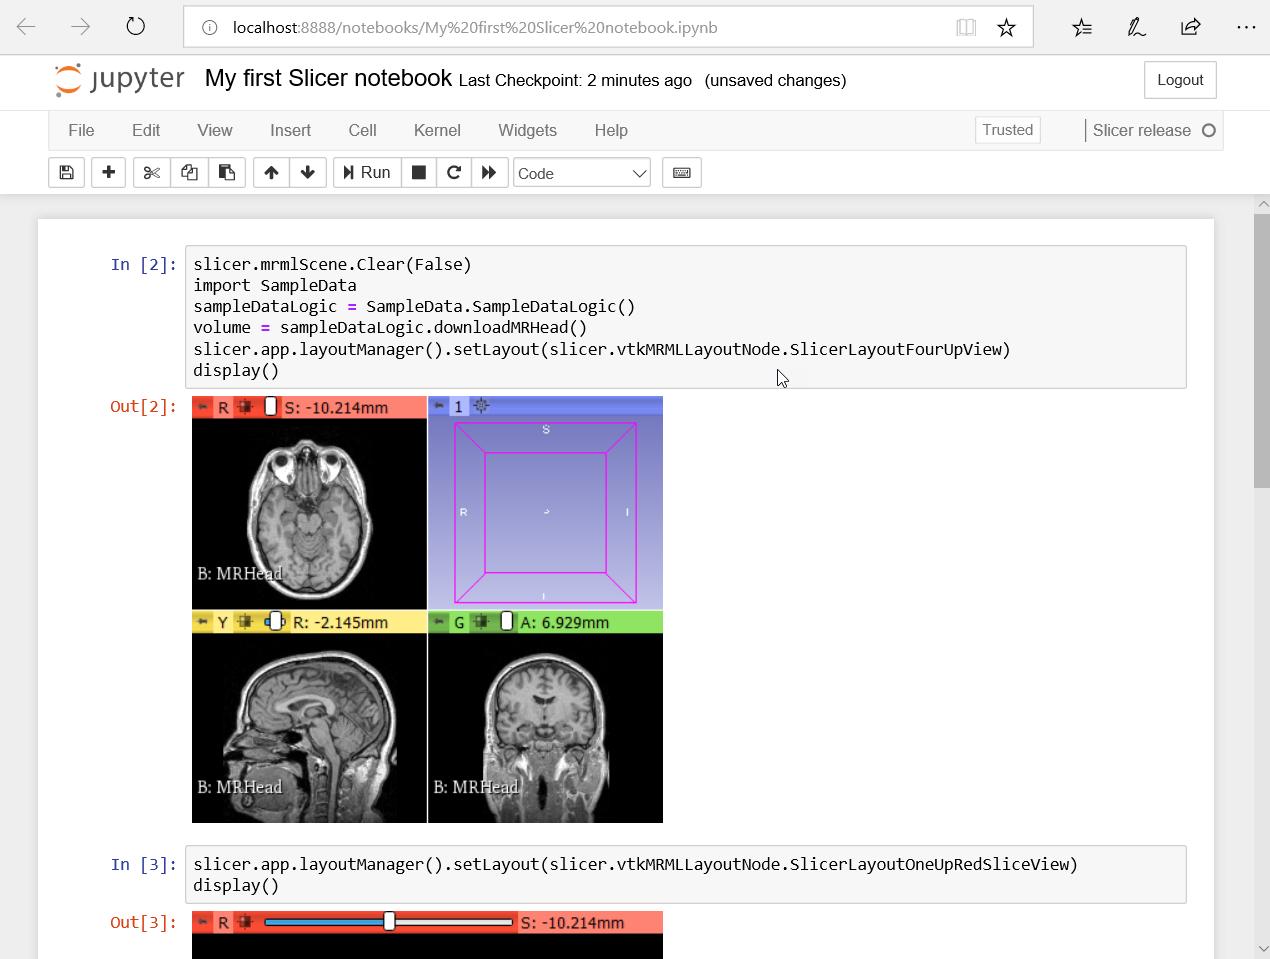 localhost:8888/notebooks/My%20first%20Slicer%20notebook.ipynb
jupyter My first Slicer notebook Last Checkpoint: 2 minutes ago (unsaved changes) Logout
File Edit View Insert Cell Kernel Widgets Help Trusted Slicer release
Run Code
In [2]: slicer.mrmlScene.Clear(False)
import SampleData
sampleDataLogic = SampleData.SampleDataLogic()
volume = sampleDataLogic.downloadMRHead()
slicer.app.layoutManager().setLayout(slicer.vtkMRMLLayoutNode.SlicerLayoutFourUpView)
display()
Out[2]: R S: -10.214mm 1
S
R I
I
B: MRHead
Y R: -2.145mm G A: 6.929mm
B: MRHead B: MRHead
In [3]: slicer.app.layoutManager().setLayout(slicer.vtkMRMLLayoutNode.SlicerLayoutOneUpRedSliceView)
display()
Out[3]: R S: -10.214mm